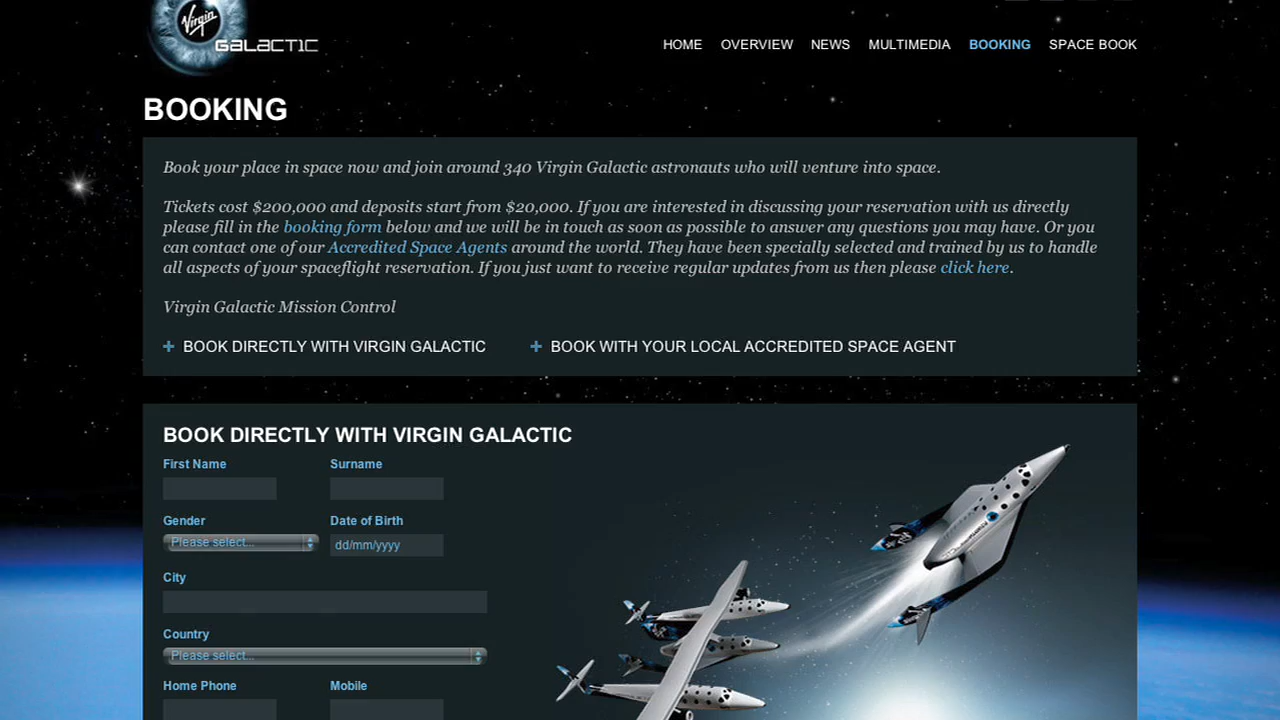 Virgin
GALACTIC
HOME OVERVIEW NEWS MULTIMEDIA BOOKING SPACE BOOK
BOOKING
Book your place in space now and join around 340 Virgin Galactic astronauts who will venture into space.
Tickets cost $200,000 and deposits start from $20,000. If you are interested in discussing your reservation with us directly
please fill in the booking form below and we will be in touch as soon as possible to answer any questions you may have. Or you
can contact one of our Accredited Space Agents around the world. They have been specially selected and trained by us to handle
all aspects of your spaceflight reservation. If you just want to receive regular updates from us then please click here.
Virgin Galactic Mission Control
BOOK DIRECTLY WITH VIRGIN GALACTIC BOOK WITH YOUR LOCAL ACCREDITED SPACE AGENT
BOOK DIRECTLY WITH VIRGIN GALACTIC
First Name Surname
Gender Date of Birth
Please select... dd/mm/yyyy
City
Country
Please select...
Home Phone Mobile